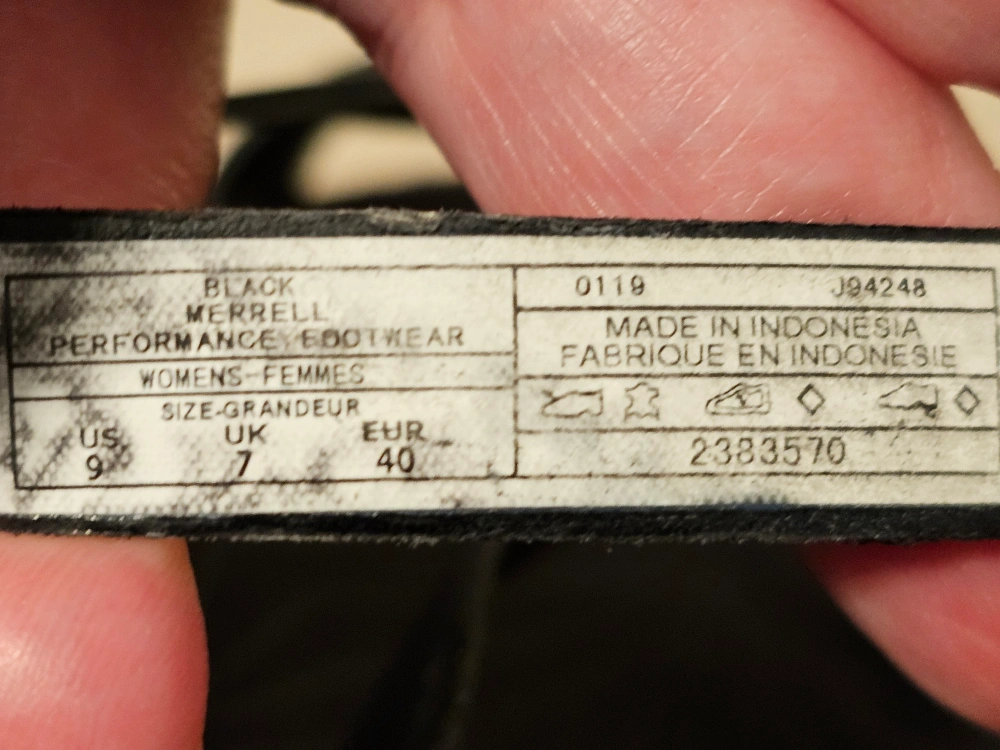 BLACK
MERRELL
PERFORMANCE FOOTWEAR
WOMENS-FEMMES
SIZE-GRANDEUR
US UK EUR
9 7 40
0119 J94248
MADE IN INDONESIA
FABRIQUE EN INDONESIE
2383570